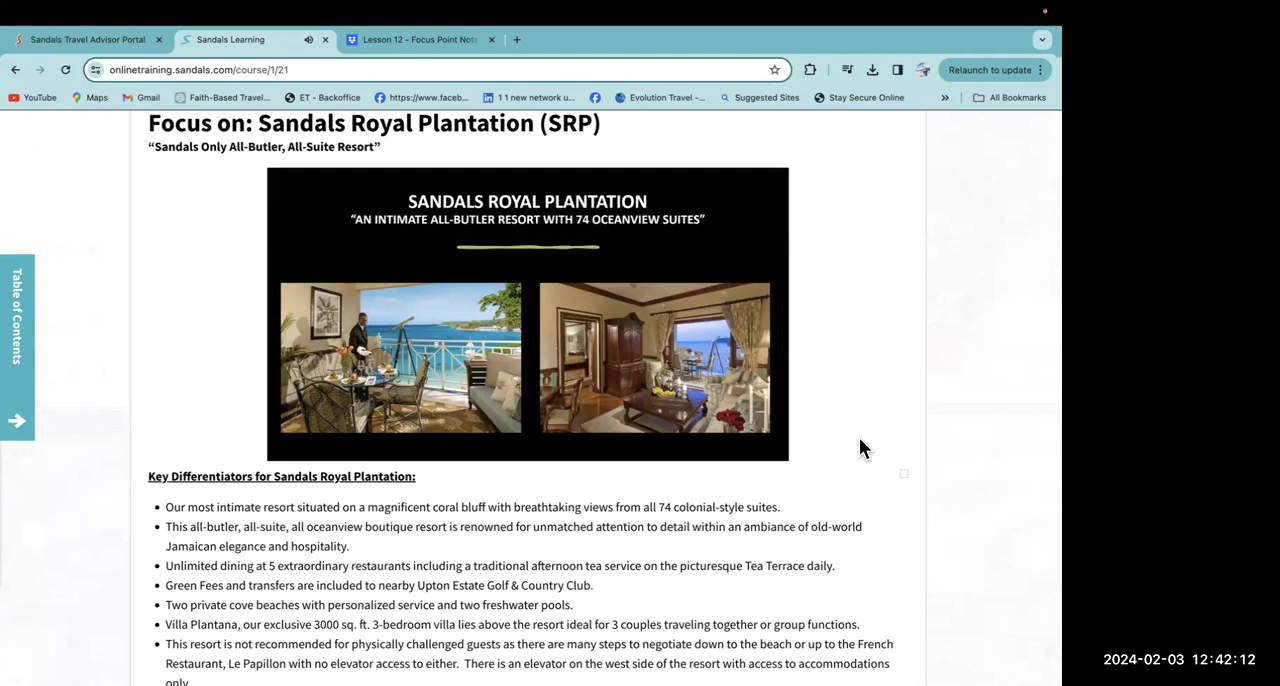 Sandals Travel Advisor Portal
Sandals Learning
Lesson 12 - Focus Point Not
onlinetraining.sandals.com/course/1/21
Relaunch to update
YouTube
Maps
Gmail
Faith-Based Travel...
ET - Backoffice
https://www.faceb...
1 1 new network u...
Evolution Travel -...
Suggested Sites
Stay Secure Online
»
All Bookmarks
Focus on: Sandals Royal Plantation (SRP)
“Sandals Only All-Butler, All-Suite Resort”
SANDALS ROYAL PLANTATION
“AN INTIMATE ALL-BUTLER RESORT WITH 74 OCEANVIEW SUITES”
Table of Contents
Key Differentiators for Sandals Royal Plantation:
• Our most intimate resort situated on a magnificent coral bluff with breathtaking views from all 74 colonial-style suites.
• This all-butler, all-suite, all oceanview boutique resort is renowned for unmatched attention to detail within an ambiance of old-world
Jamaican elegance and hospitality.
• Unlimited dining at 5 extraordinary restaurants including a traditional afternoon tea service on the picturesque Tea Terrace daily.
• Green Fees and transfers are included to nearby Upton Estate Golf & Country Club.
• Two private cove beaches with personalized service and two freshwater pools.
• Villa Plantana, our exclusive 3000 sq. ft. 3-bedroom villa lies above the resort ideal for 3 couples traveling together or group functions.
• This resort is not recommended for physically challenged guests as there are many steps to negotiate down to the beach or up to the French
Restaurant, Le Papillon with no elevator access to either.  There is an elevator on the west side of the resort with access to accommodations
only.
2024-02-03 12:42:12